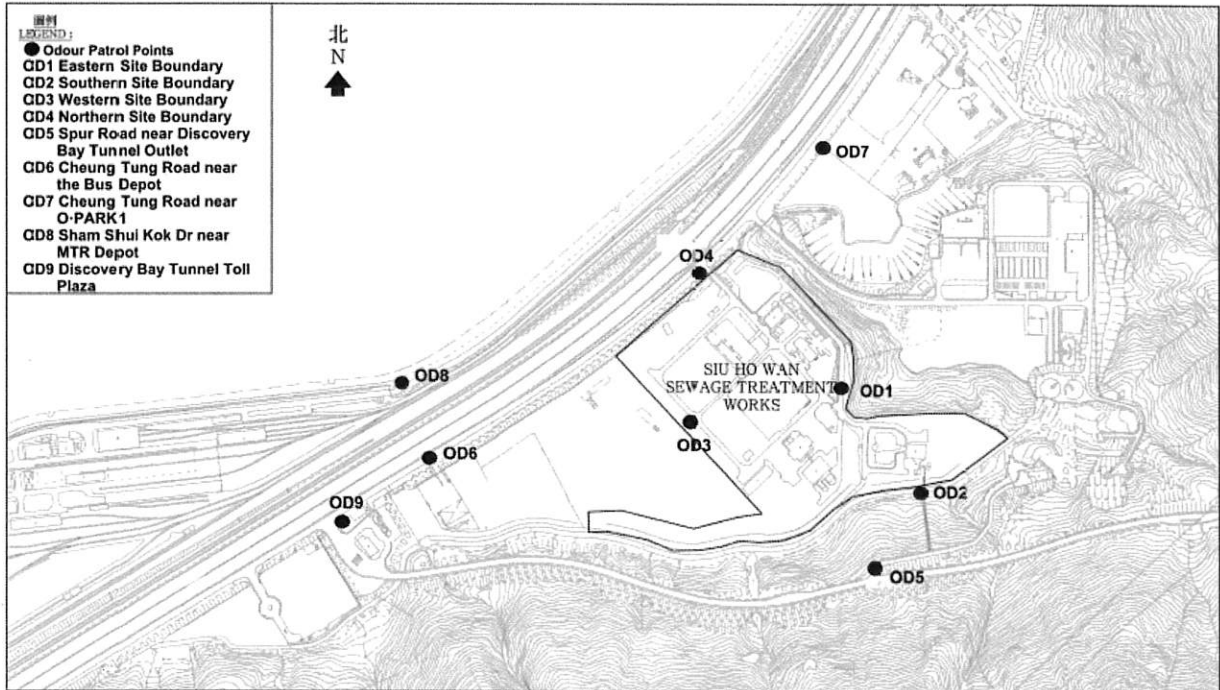 圖例
LEGEND :
Odour Patrol Points
OD1 Eastern Site Boundary
OD2 Southern Site Boundary
OD3 Western Site Boundary
OD4 Northern Site Boundary
OD5 Spur Road near Discovery
Bay Tunnel Outlet
OD6 Cheung Tung Road near
the Bus Depot
OD7 Cheung Tung Road near
O·PARK1
OD8 Sham Shui Kok Dr near
MTR Depot
OD9 Discovery Bay Tunnel Toll
Plaza
北
N
OD7
OD4
OD8
SIU HO WAN
SEWAGE TREATMENT
WORKS
OD1
OD3
OD6
OD2
OD9
OD5